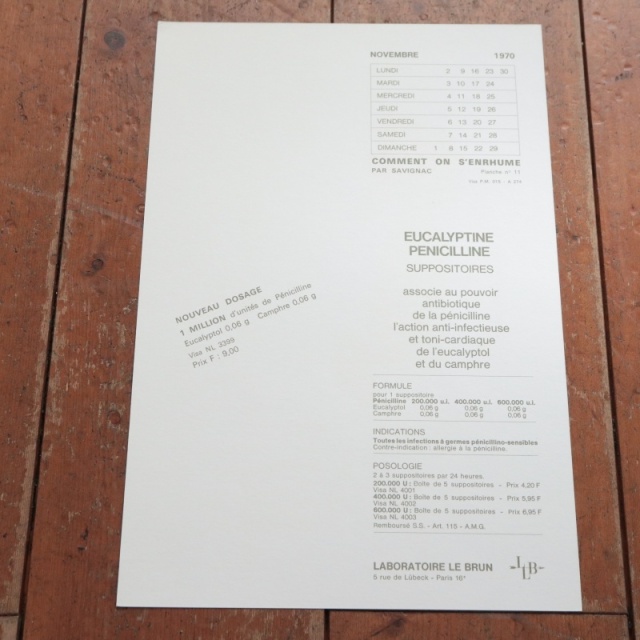 NOVEMBRE 1970
LUNDI 2 9 16 23 30
MARDI 3 10 17 24
MERCREDI 4 11 18 25
JEUDI 5 12 19 26
VENDREDI 6 13 20 27
SAMEDI 7 14 21 28
DIMANCHE 1 8 15 22 29
COMMENT ON S'ENRHUME
PAR SAVIGNAC Planche n° 11
EUCALYPTINE
PENICILLINE
SUPPOSITOIRES
associe au pouvoir
antibiotique
de la pénicilline
l'action anti-infectieuse
et toni-cardiaque
de l'eucalyptol
et du camphre
NOUVEAU DOSAGE
1 MILLION d'unités de Pénicilline
Eucalyptol 0,06 g Camphre 0,06 g
Visa NL 3399
Prix F : 9,00
FORMULE
pour 1 suppositoire
Pénicilline 200.000 u.i. 400.000 u.i. 600.000 u.i.
Eucalyptol 0,06 g 0,06 g 0,06 g
Camphre 0,06 g 0,06 g 0,06 g
INDICATIONS
Toutes les infections à germes pénicillino-sensibles
Contre-indication : allergie à la pénicilline.
POSOLOGIE
2 à 3 suppositoires par 24 heures.
200.000 U : Boîte de 5 suppositoires - Prix 4,20 F
Visa NL 4001
400.000 U : Boîte de 5 suppositoires - Prix 5,95 F
Visa NL 4002
600.000 U : Boîte de 5 suppositoires - Prix 6,95 F
Visa NL 4003
Remboursé S.S. - Art. 115 - A.M.G.
LABORATOIRE LE BRUN LB
5 rue de Lübeck - Paris 16°